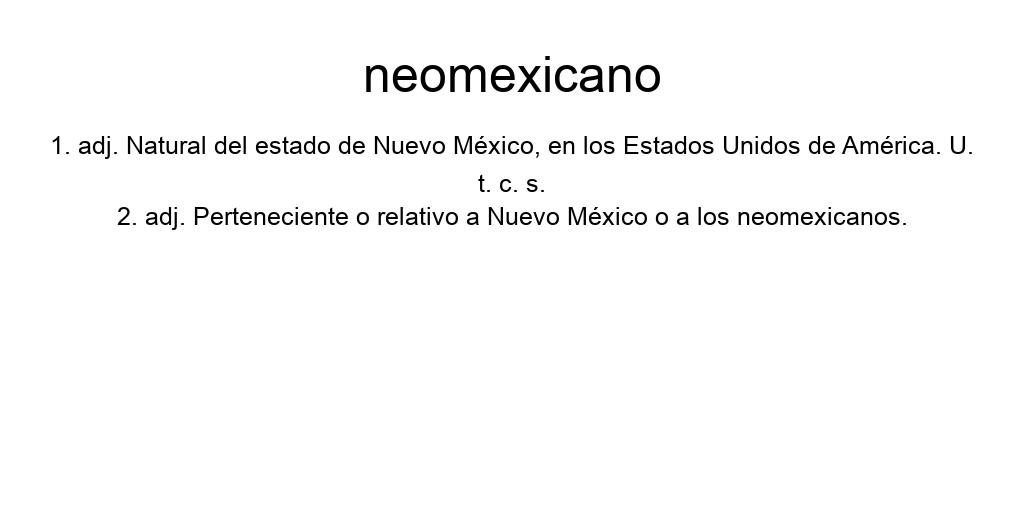 neomexicano
1. adj. Natural del estado de Nuevo México, en los Estados Unidos de América. U.
t. c. s.
2. adj. Perteneciente o relativo a Nuevo México o a los neomexicanos.